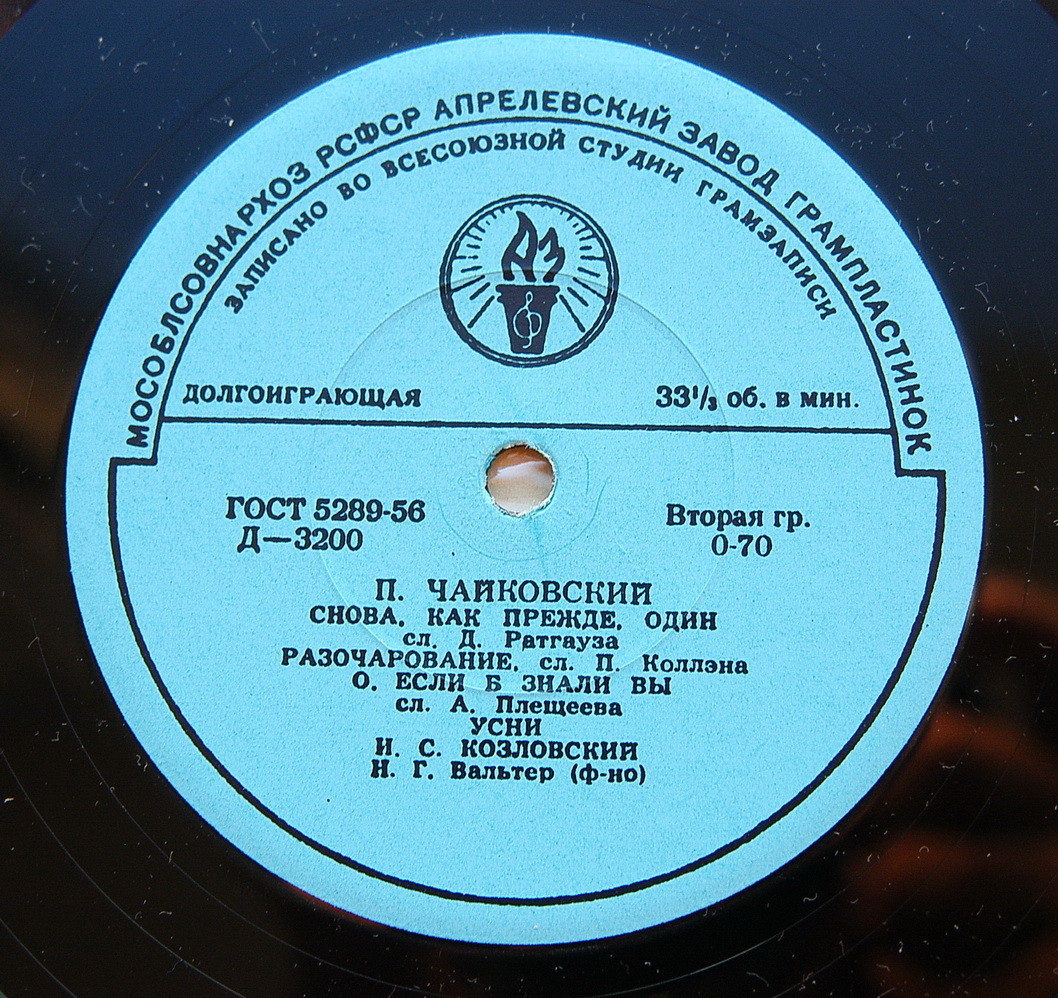 МОСОБЛСОВНАРХОЗ РСФСР АПРЕЛЕВСКИЙ ЗАВОД ГРАМПЛАСТИНОК
ЗАПИСАНО ВО ВСЕСОЮЗНОЙ СТУДИИ ГРАМЗАПИСИ
АЗ
ДОЛГОИГРАЮЩАЯ 33⅓ об. в мин.
ГОСТ 5289-56 Вторая гр.
Д—3200 0-70
П. ЧАЙКОВСКИЙ
СНОВА, КАК ПРЕЖДЕ, ОДИН
сл. Д. Ратгауза
РАЗОЧАРОВАНИЕ, сл. П. Коллэна
О, ЕСЛИ Б ЗНАЛИ ВЫ
сл. А. Плещеева
УСНИ
И. С. КОЗЛОВСКИЙ
Н. Г. Вальтер (ф-но)